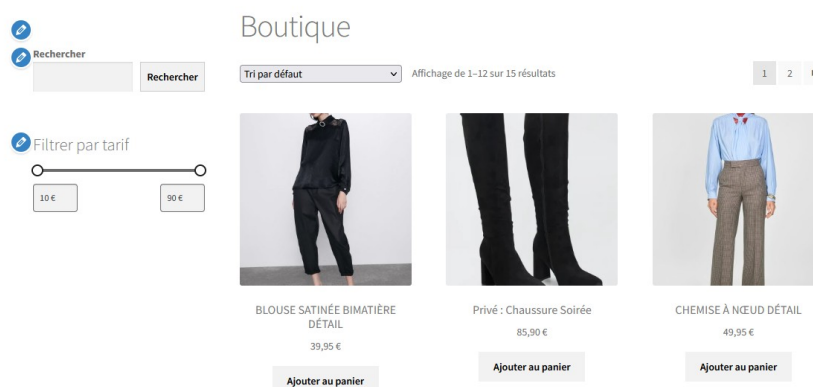 Boutique
Rechercher
Rechercher
Tri par défaut
Affichage de 1–12 sur 15 résultats
1 2
Filtrer par tarif
10 €
90 €
BLOUSE SATINÉE BIMATIÈRE
DÉTAIL
39,95 €
Ajouter au panier
Privé : Chaussure Soirée
85,90 €
Ajouter au panier
CHEMISE À NŒUD DÉTAIL
49,95 €
Ajouter au panier